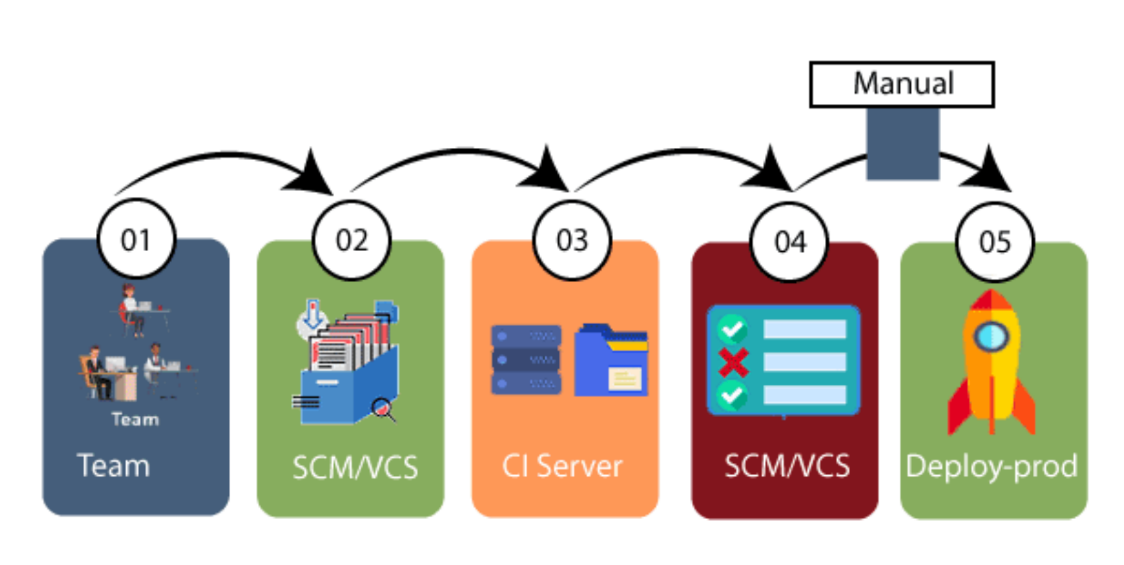 Manual
01
02
03
04
05
Team
Team
SCM/VCS
CI Server
SCM/VCS
Deploy-prod